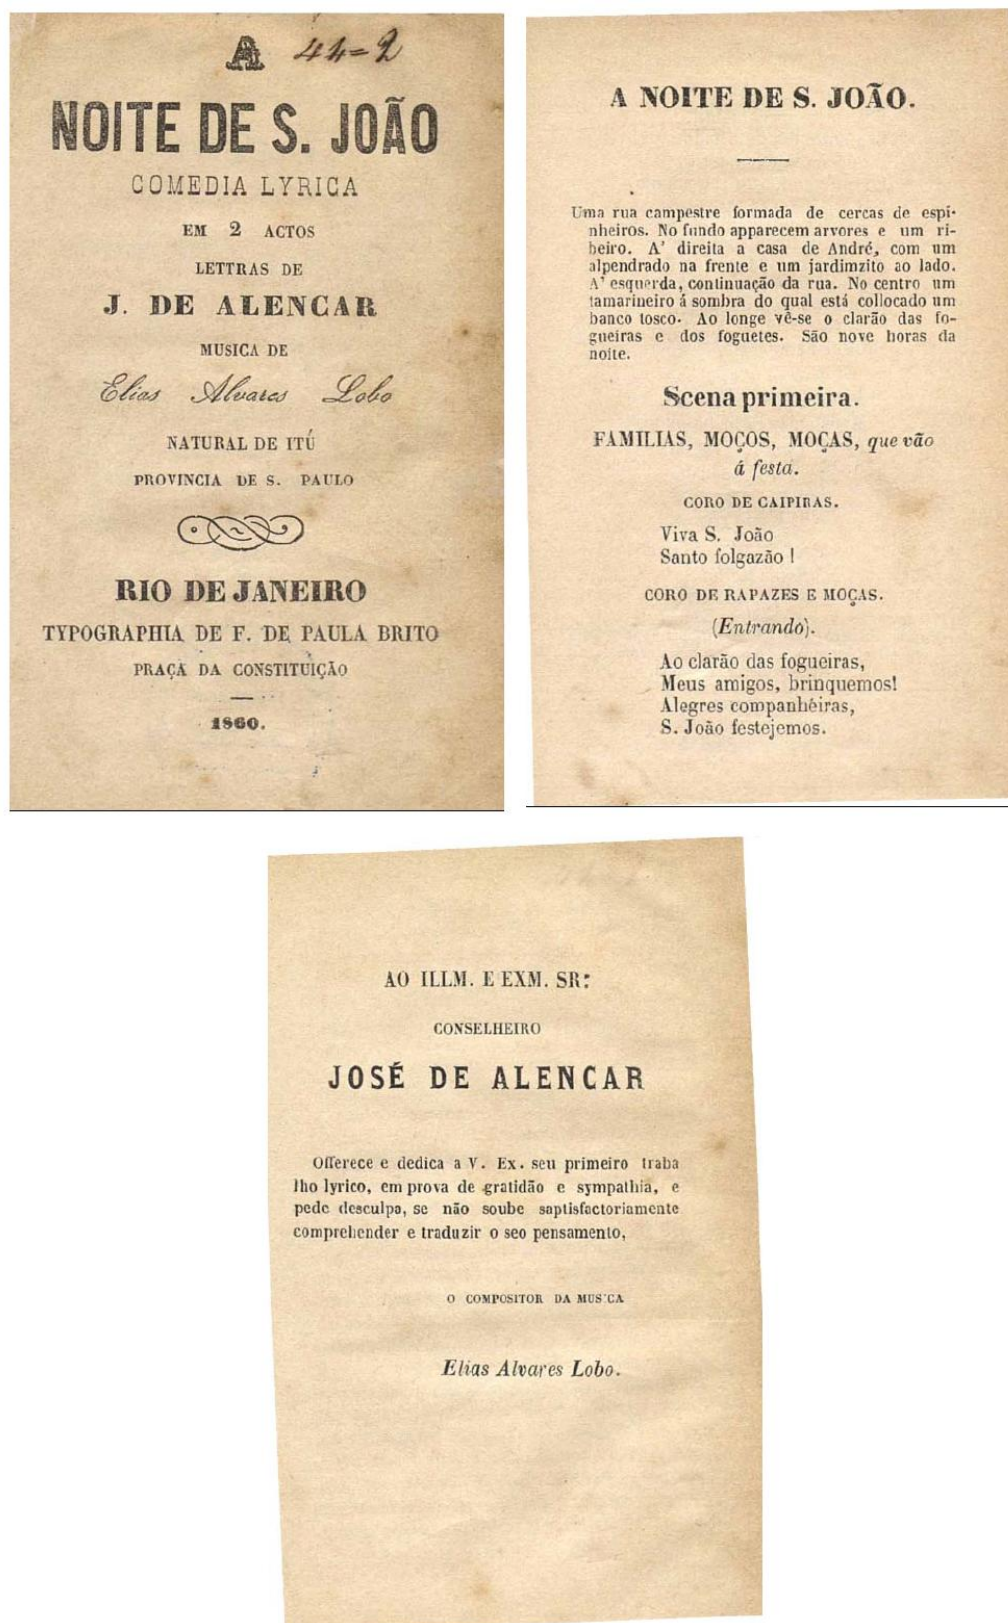 A 44=2
NOITE DE S. JOÃO
COMEDIA LYRICA
EM 2 ACTOS
LETTRAS DE
J. DE ALENCAR
MUSICA DE
Elias Alvares Lobo
NATURAL DE ITÚ
PROVINCIA DE S. PAULO
RIO DE JANEIRO
TYPOGRAPHIA DE F. DE PAULA BRITO
PRAÇA DA CONSTITUIÇÃO
1860.
A NOITE DE S. JOÃO.
Uma rua campestre formada de cercas de espi-
nheiros. No fundo apparecem arvores e um ri-
beiro. A' direita a casa de André, com um
alpendrado na frente e um jardimzito ao lado.
A' esquerda, continuação da rua. No centro um
tamarineiro á sombra do qual está collocado um
banco tosco. Ao longe vê-se o clarão das fo-
gueiras e dos foguetes. São nove horas da
noite.
Scena primeira.
FAMILIAS, MOÇOS, MOÇAS, que vão
á festa.
CORO DE CAIPIRAS.
Viva S. João
Santo folgazão !
CORO DE RAPAZES E MOÇAS.
(Entrando).
Ao clarão das fogueiras,
Meus amigos, brinquemos!
Alegres companhéiras,
S. João festejemos.
AO ILLM. E EXM. SR:
CONSELHEIRO
JOSÉ DE ALENCAR
Offerece e dedica a V. Ex. seu primeiro traba
lho lyrico, em prova de gratidão e sympathia, e
pede desculpa, se não soube saptisfactoriamente
comprehender e traduzir o seo pensamento,
O COMPOSITOR DA MUSICA
Elias Alvares Lobo.